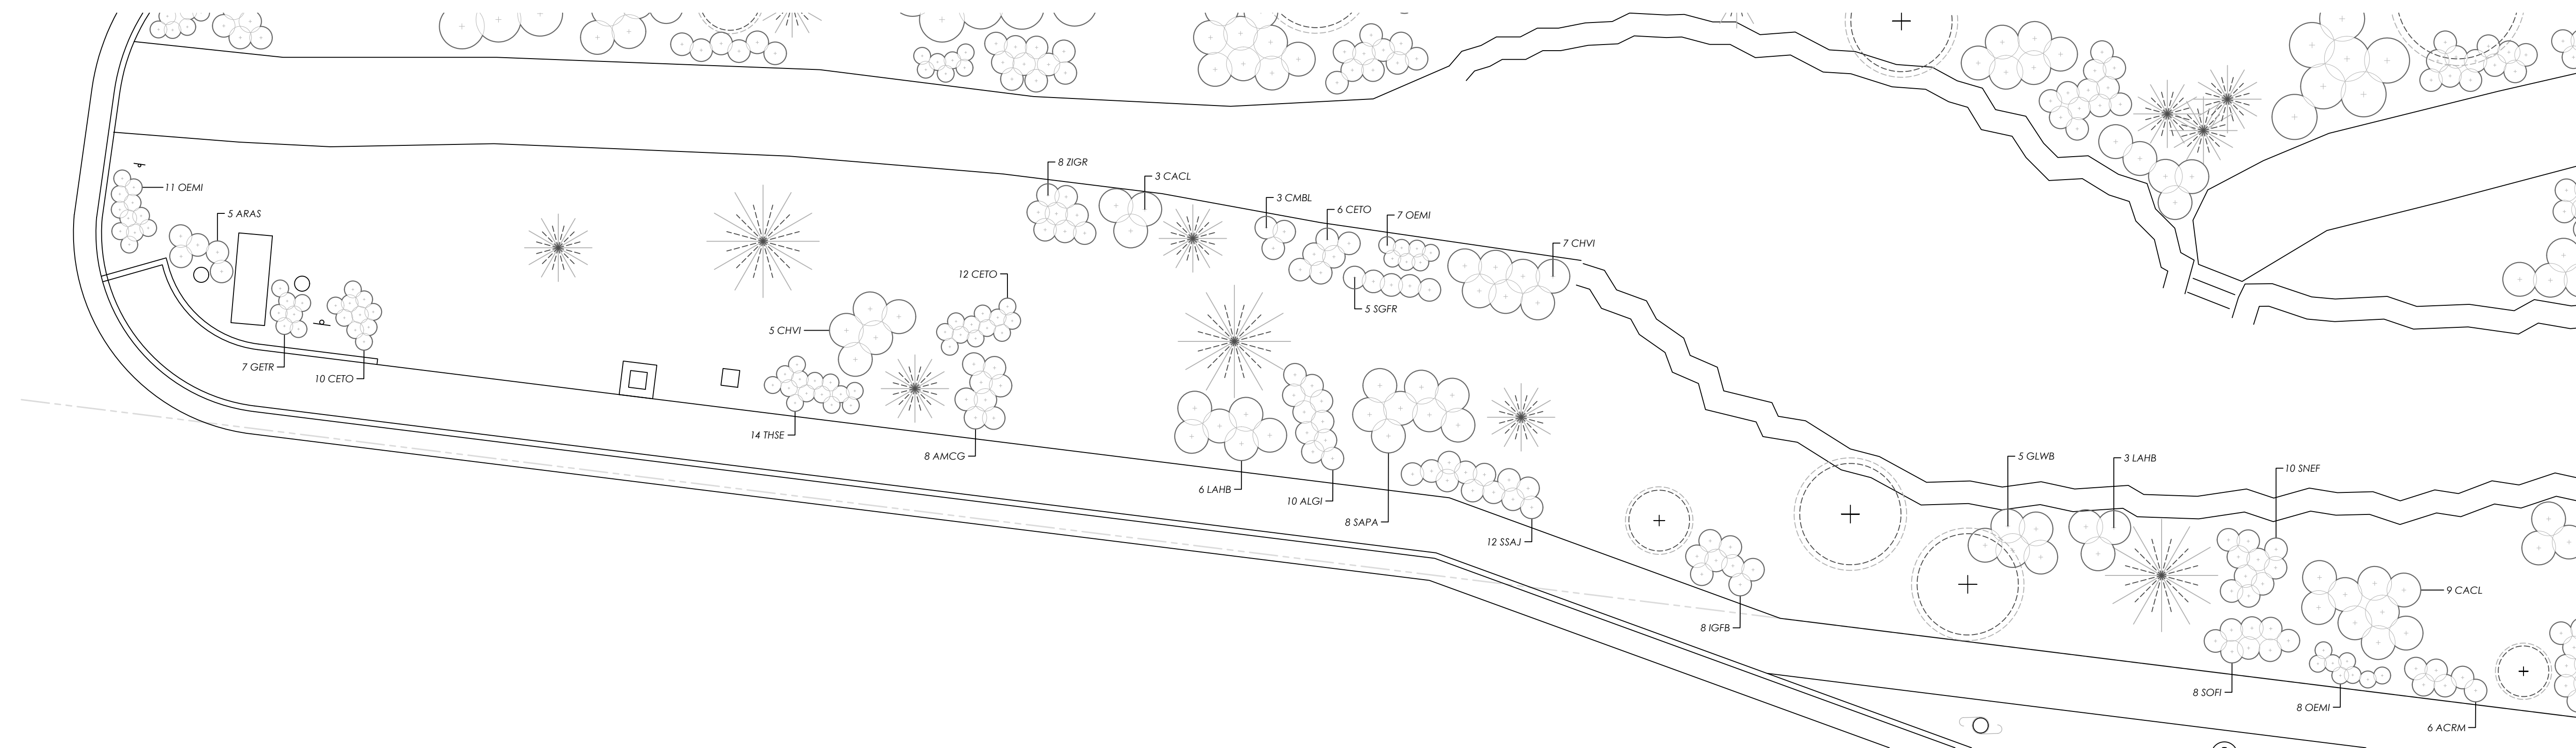 8 ZIGR
3 CACL
11 OEMI
3 CMBL
6 CETO
7 OEMI
5 ARAS
7 CHVI
12 CETO
5 SGFR
5 CHVI
7 GETR
10 CETO
14 THSE
8 AMCG
5 GLWB
3 LAHB
10 SNEF
6 LAHB
10 ALGI
8 SAPA
12 SSAJ
9 CACL
8 IGFB
8 SOFI
8 OEMI
6 ACRM